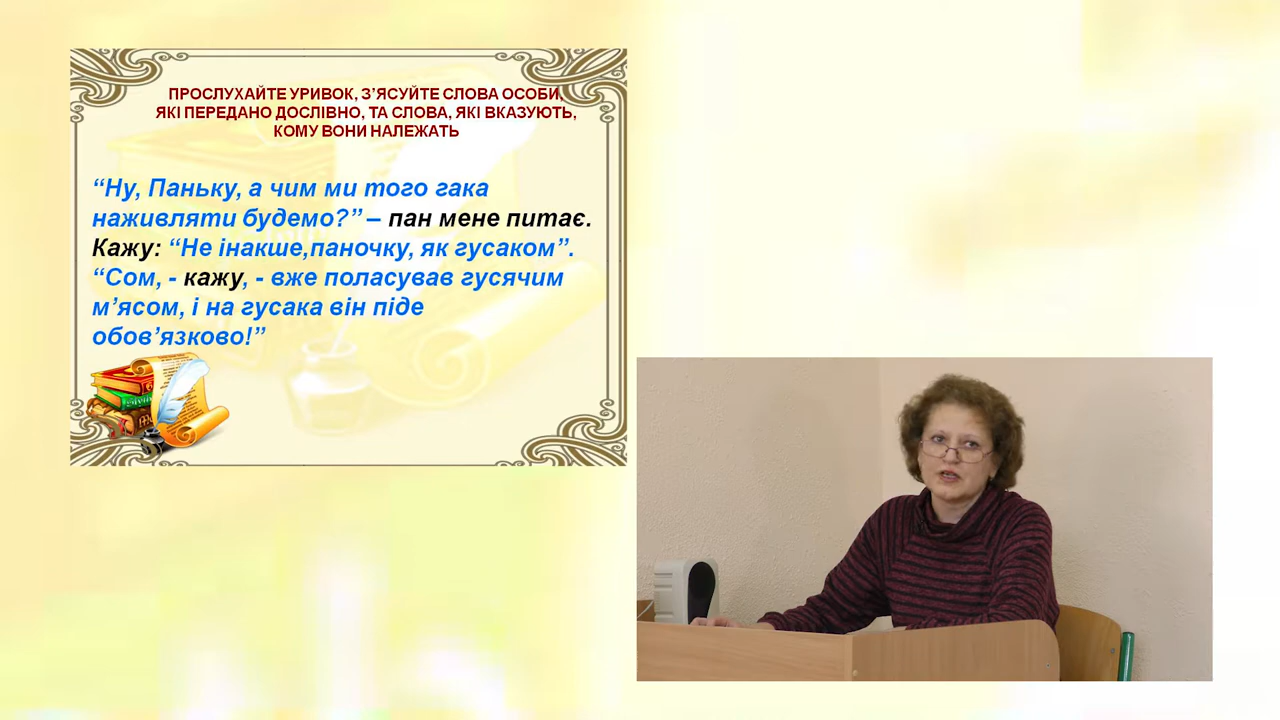 ПРОСЛУХАЙТЕ УРИВОК, З’ЯСУЙТЕ СЛОВА ОСОБИ,
ЯКІ ПЕРЕДАНО ДОСЛІВНО, ТА СЛОВА, ЯКІ ВКАЗУЮТЬ,
КОМУ ВОНИ НАЛЕЖАТЬ
“Ну, Паньку, а чим ми того гака
наживляти будемо?” – пан мене питає.
Кажу: “Не інакше,паночку, як гусаком”.
“Сом, - кажу, - вже поласував гусячим
м’ясом, і на гусака він піде
обов’язково!”